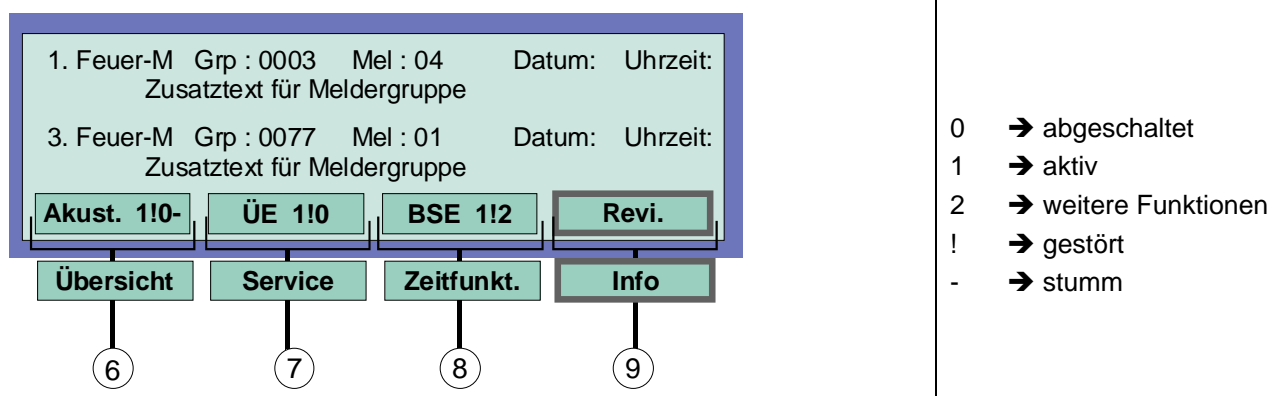 1. Feuer-M Grp : 0003 Mel : 04 Datum: Uhrzeit:
Zusatztext für Meldergruppe
3. Feuer-M Grp : 0077 Mel : 01 Datum: Uhrzeit:
Zusatztext für Meldergruppe
Akust. 1!0- ÜE 1!0 BSE 1!2 Revi.
Übersicht Service Zeitfunkt. Info
6 7 8 9
0 ➔ abgeschaltet
1 ➔ aktiv
2 ➔ weitere Funktionen
! ➔ gestört
- ➔ stumm